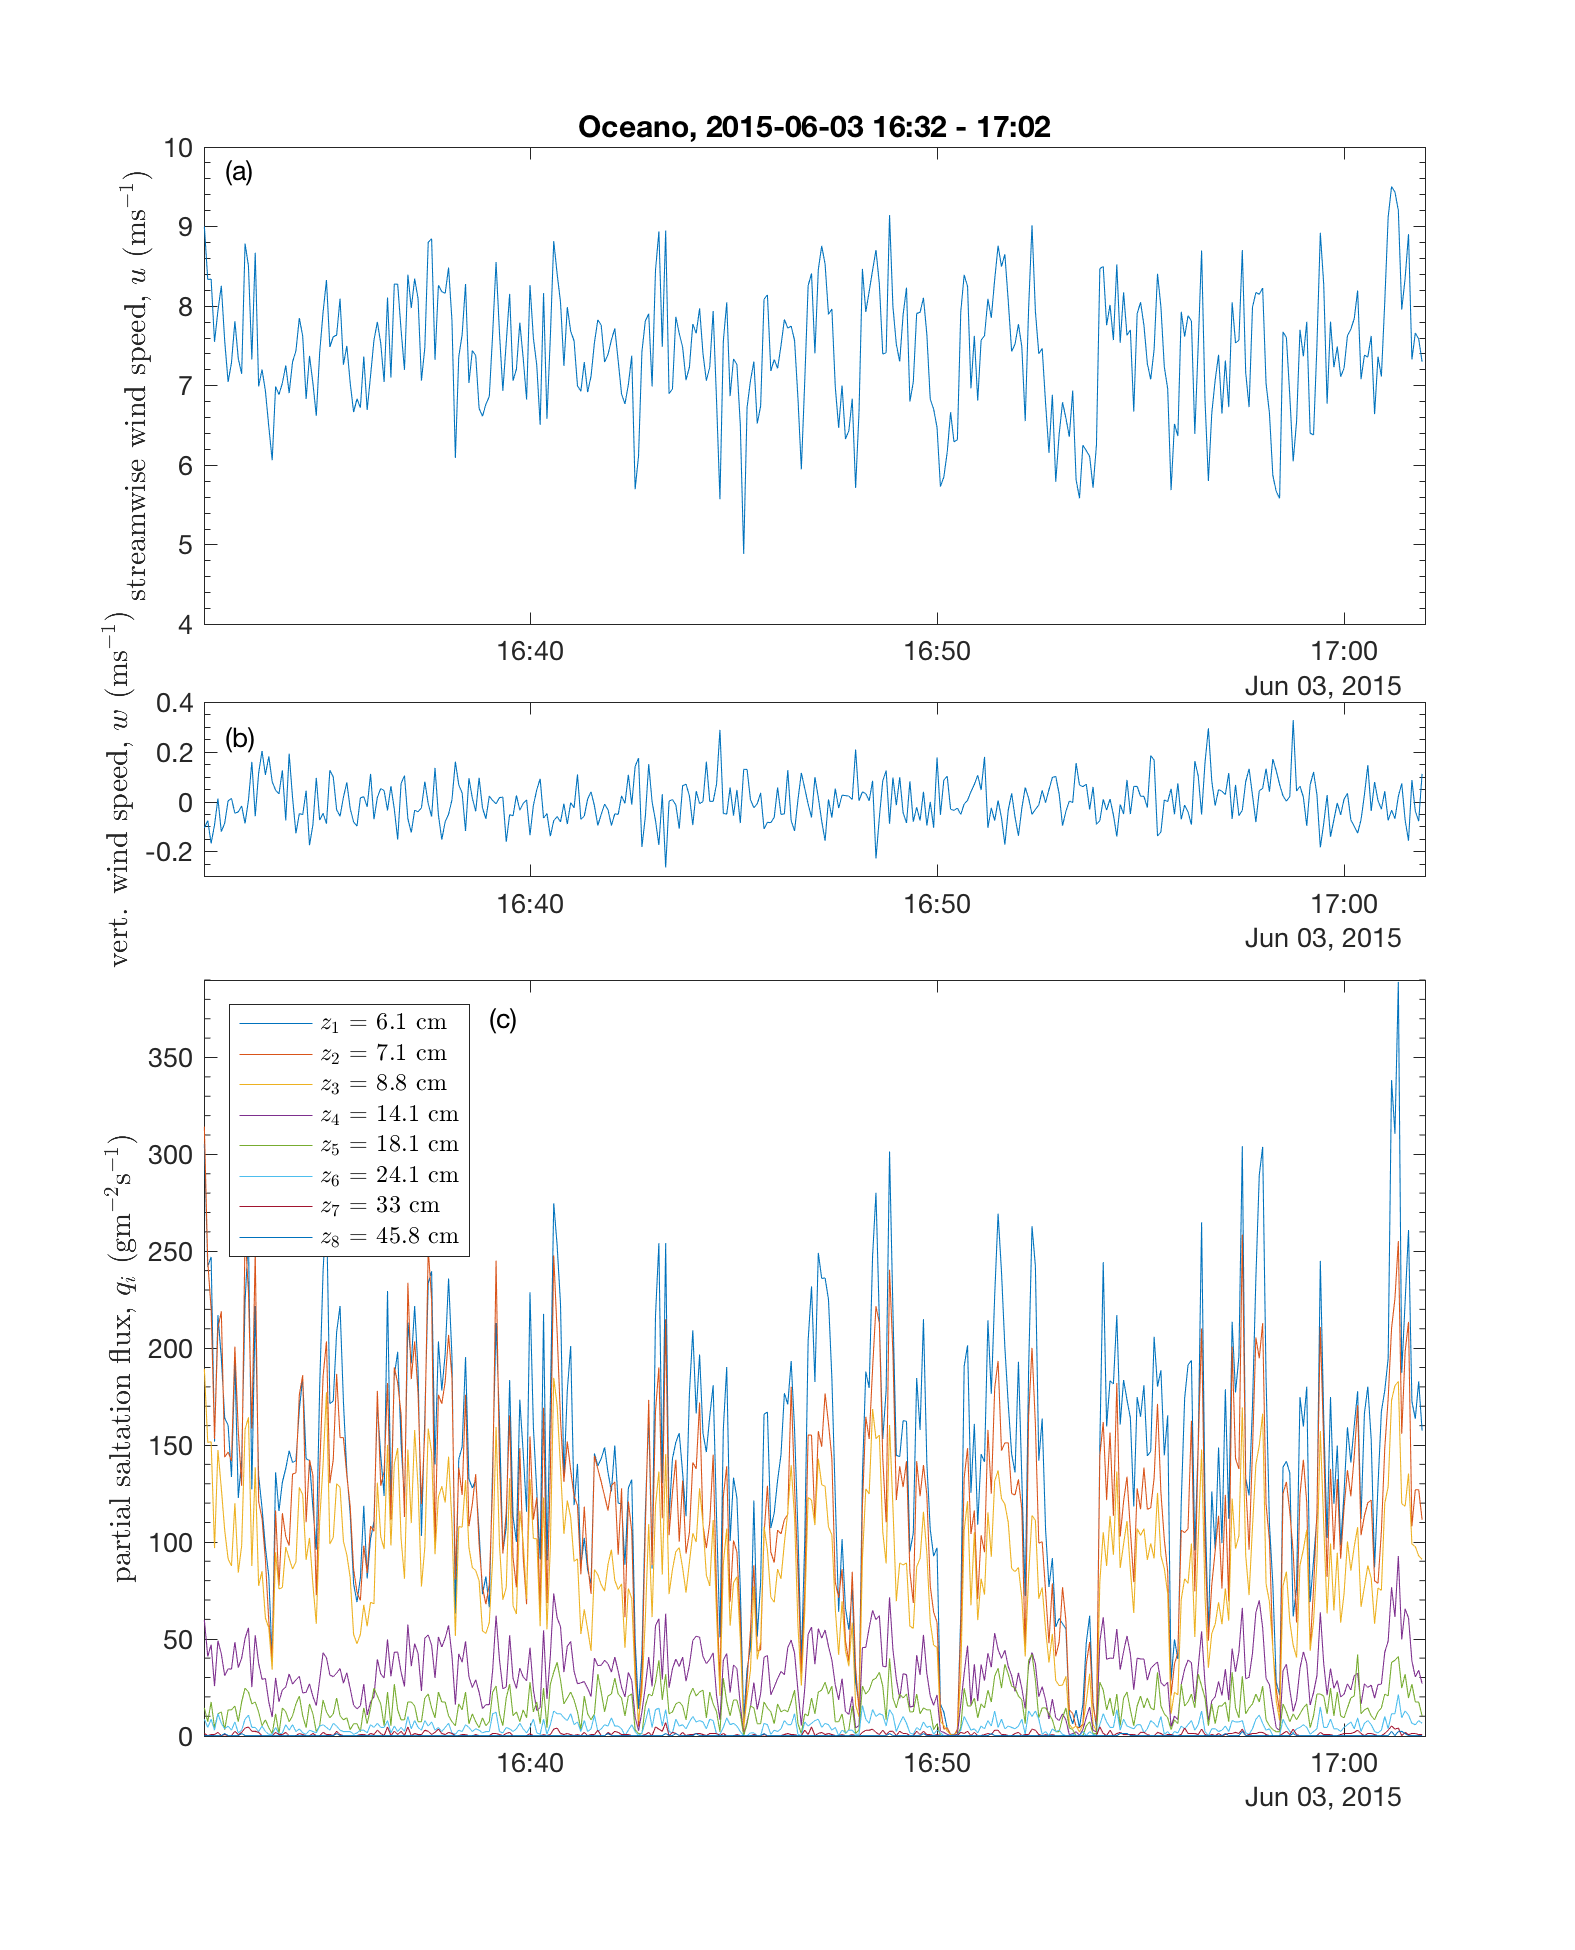 Oceano, 2015-06-03 16:32 - 17:02
(a)
streamwise wind speed, u (ms⁻¹)
10
9
8
7
6
5
4
16:40 16:50 17:00
Jun 03, 2015
(b)
vert. wind speed, w (ms⁻¹)
0.4
0.2
0
-0.2
16:40 16:50 17:00
Jun 03, 2015
(c)
partial saltation flux, qᵢ (gm⁻²s⁻¹)
z₁ = 6.1 cm
z₂ = 7.1 cm
z₃ = 8.8 cm
z₄ = 14.1 cm
z₅ = 18.1 cm
z₆ = 24.1 cm
z₇ = 33 cm
z₈ = 45.8 cm
350
300
250
200
150
100
50
0
16:40 16:50 17:00
Jun 03, 2015